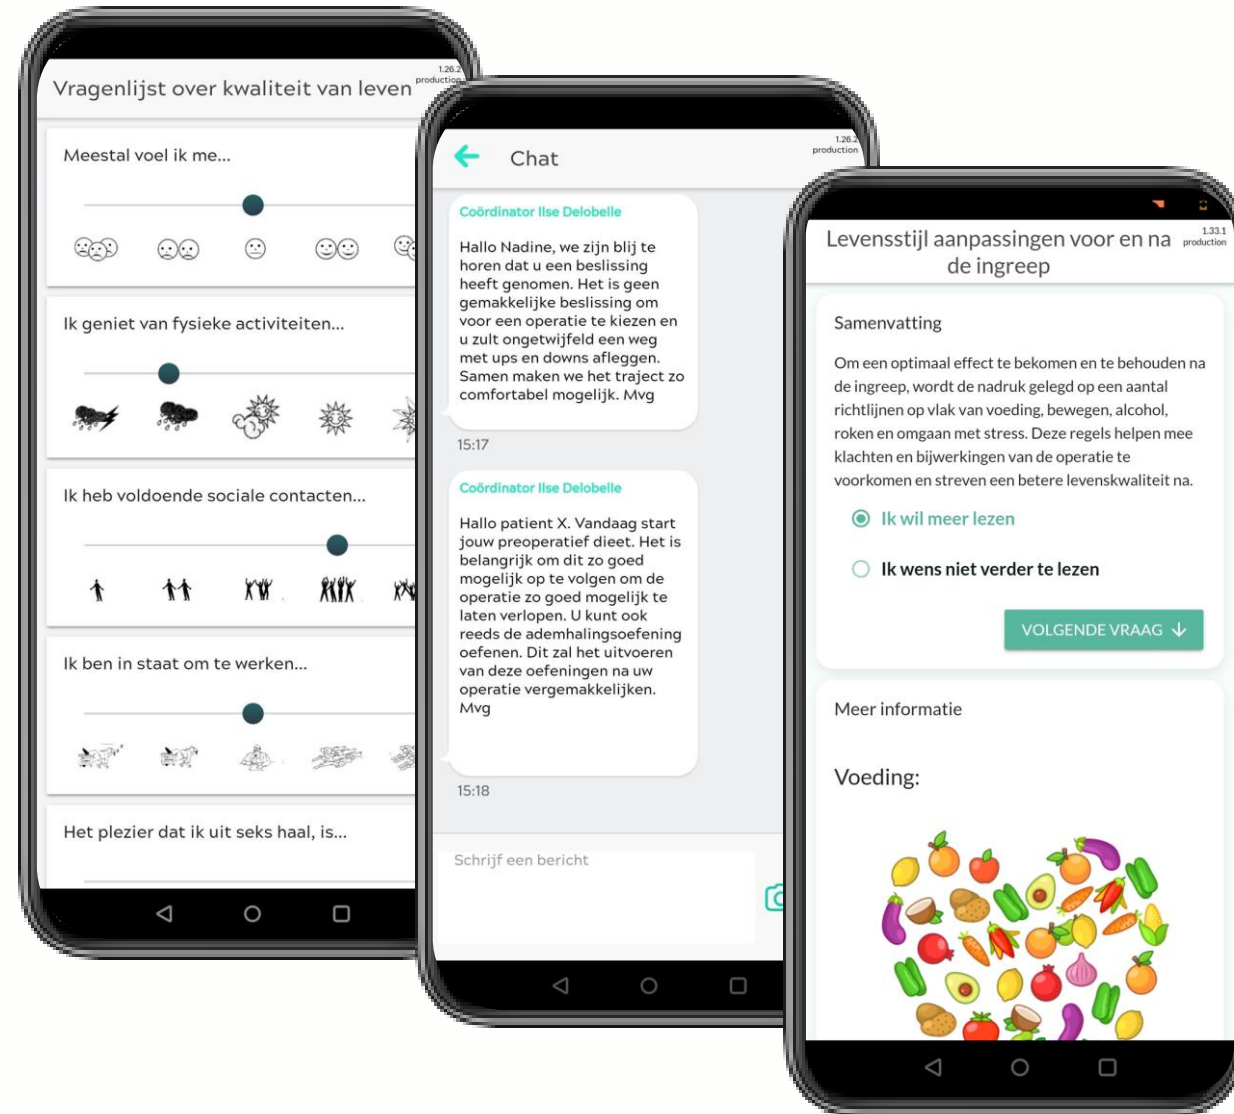 1.26.2
production
Vragenlijst over kwaliteit van leven
Meestal voel ik me...
Ik geniet van fysieke activiteiten...
Ik heb voldoende sociale contacten...
Ik ben in staat om te werken...
Het plezier dat ik uit seks haal, is...
1.26.2
production
Chat
Coördinator Ilse Delobelle
Hallo Nadine, we zijn blij te
horen dat u een beslissing
heeft genomen. Het is geen
gemakkelijke beslissing om
voor een operatie te kiezen en
u zult ongetwijfeld een weg
met ups en downs afleggen.
Samen maken we het traject zo
comfortabel mogelijk. Mvg
15:17
Coördinator Ilse Delobelle
Hallo patient X. Vandaag start
jouw preoperatief dieet. Het is
belangrijk om dit zo goed
mogelijk op te volgen om de
operatie zo goed mogelijk te
laten verlopen. U kunt ook
reeds de ademhalingsoefening
oefenen. Dit zal het uitvoeren
van deze oefeningen na uw
operatie vergemakkelijken.
Mvg
15:18
Schrijf een bericht
1.33.1
production
Levensstijl aanpassingen voor en na
de ingreep
Samenvatting
Om een optimaal effect te bekomen en te behouden na
de ingreep, wordt de nadruk gelegd op een aantal
richtlijnen op vlak van voeding, bewegen, alcohol,
roken en omgaan met stress. Deze regels helpen mee
klachten en bijwerkingen van de operatie te
voorkomen en streven een betere levenskwaliteit na.
Ik wil meer lezen
Ik wens niet verder te lezen
VOLGENDE VRAAG
Meer informatie
Voeding: